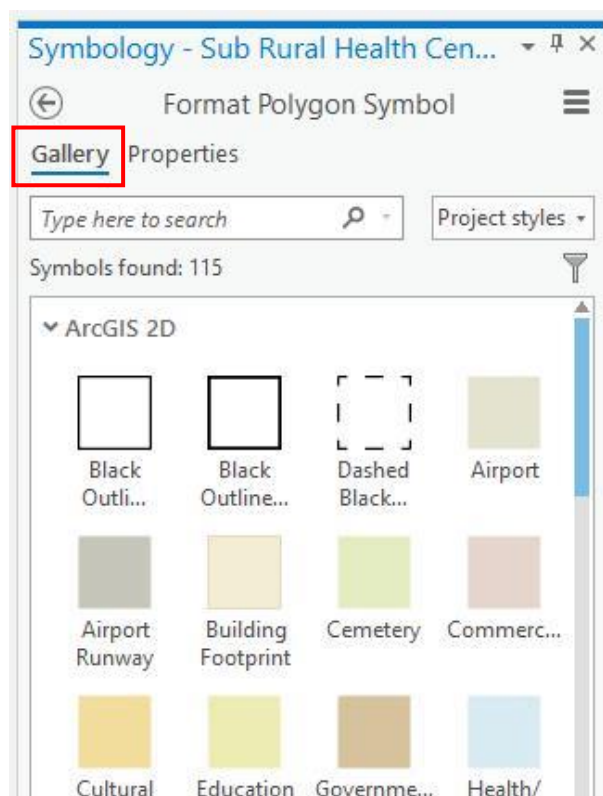 Symbology - Sub Rural Health Cen...
Format Polygon Symbol
Gallery Properties
Type here to search
Project styles
Symbols found: 115
ArcGIS 2D
Black Outli...
Black Outline...
Dashed Black...
Airport
Airport Runway
Building Footprint
Cemetery
Commerc...
Cultural
Education
Governme...
Health/